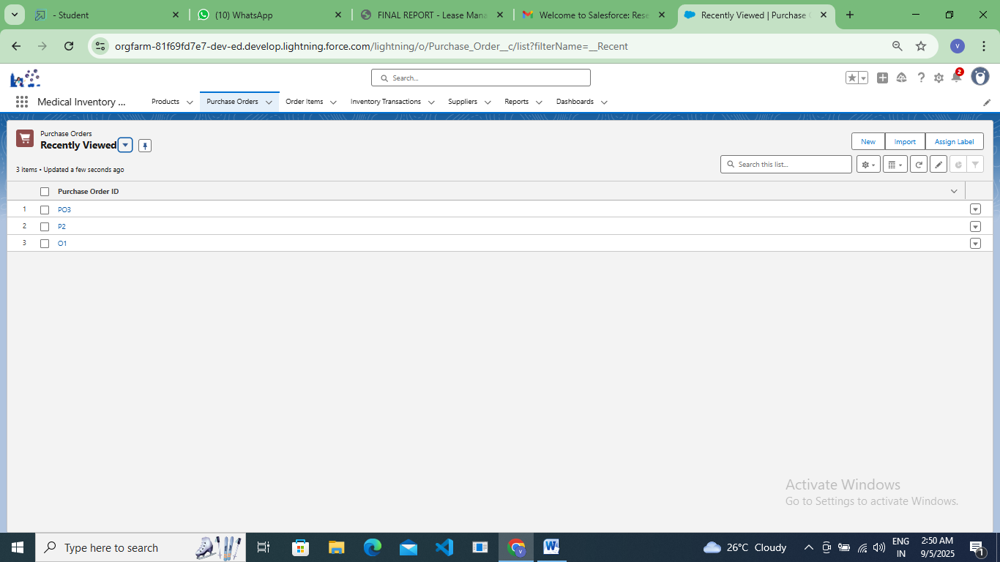 - Student
(10) WhatsApp
FINAL REPORT - Lease Mana
Welcome to Salesforce: Rese
Recently Viewed | Purchase
orgfarm-81f69fd7e7-dev-ed.develop.lightning.force.com/lightning/o/Purchase_Order__c/list?filterName=__Recent
V
Search...
2
Medical Inventory ...
Products
Purchase Orders
Order Items
Inventory Transactions
Suppliers
Reports
Dashboards
Purchase Orders
Recently Viewed
New
Import
Assign Label
3 items • Updated a few seconds ago
Search this list...
Purchase Order ID
1 PO3
2 P2
3 O1
Activate Windows
Go to Settings to activate Windows.
Type here to search
26°C Cloudy
ENG
IN
2:50 AM
9/5/2025
1